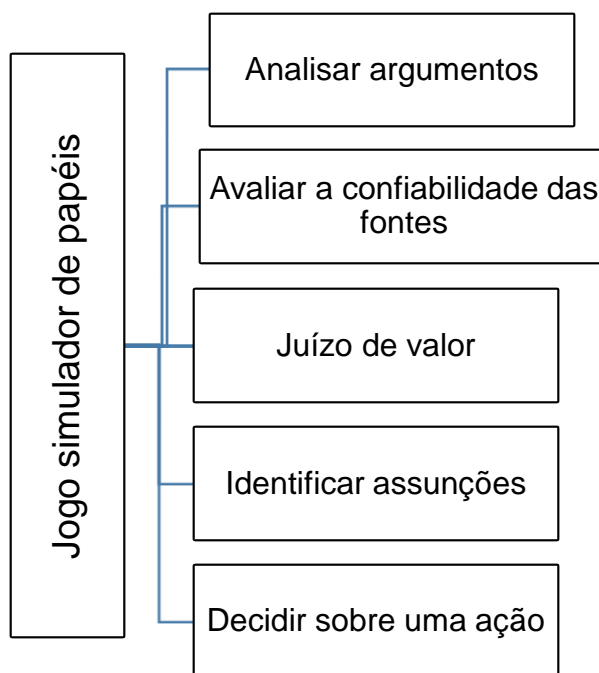 Jogo simulador de papéis
Analisar argumentos
Avaliar a confiabilidade das
fontes
Juízo de valor
Identificar assunções
Decidir sobre uma ação